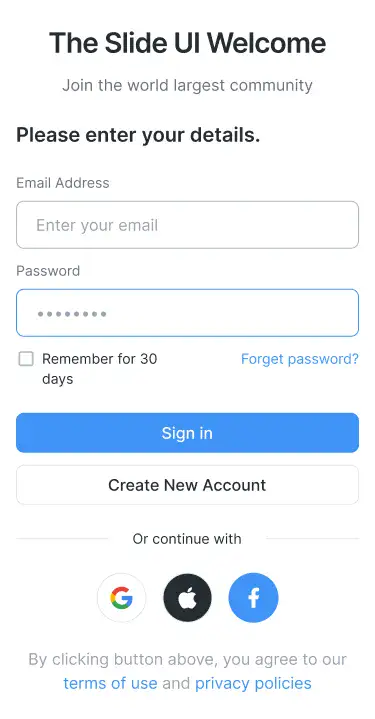 The Slide UI Welcome
Join the world largest community
Please enter your details.
Email Address
Enter your email
Password
••••••••
Remember for 30
days
Forget password?
Sign in
Create New Account
Or continue with
By clicking button above, you agree to our
terms of use and privacy policies